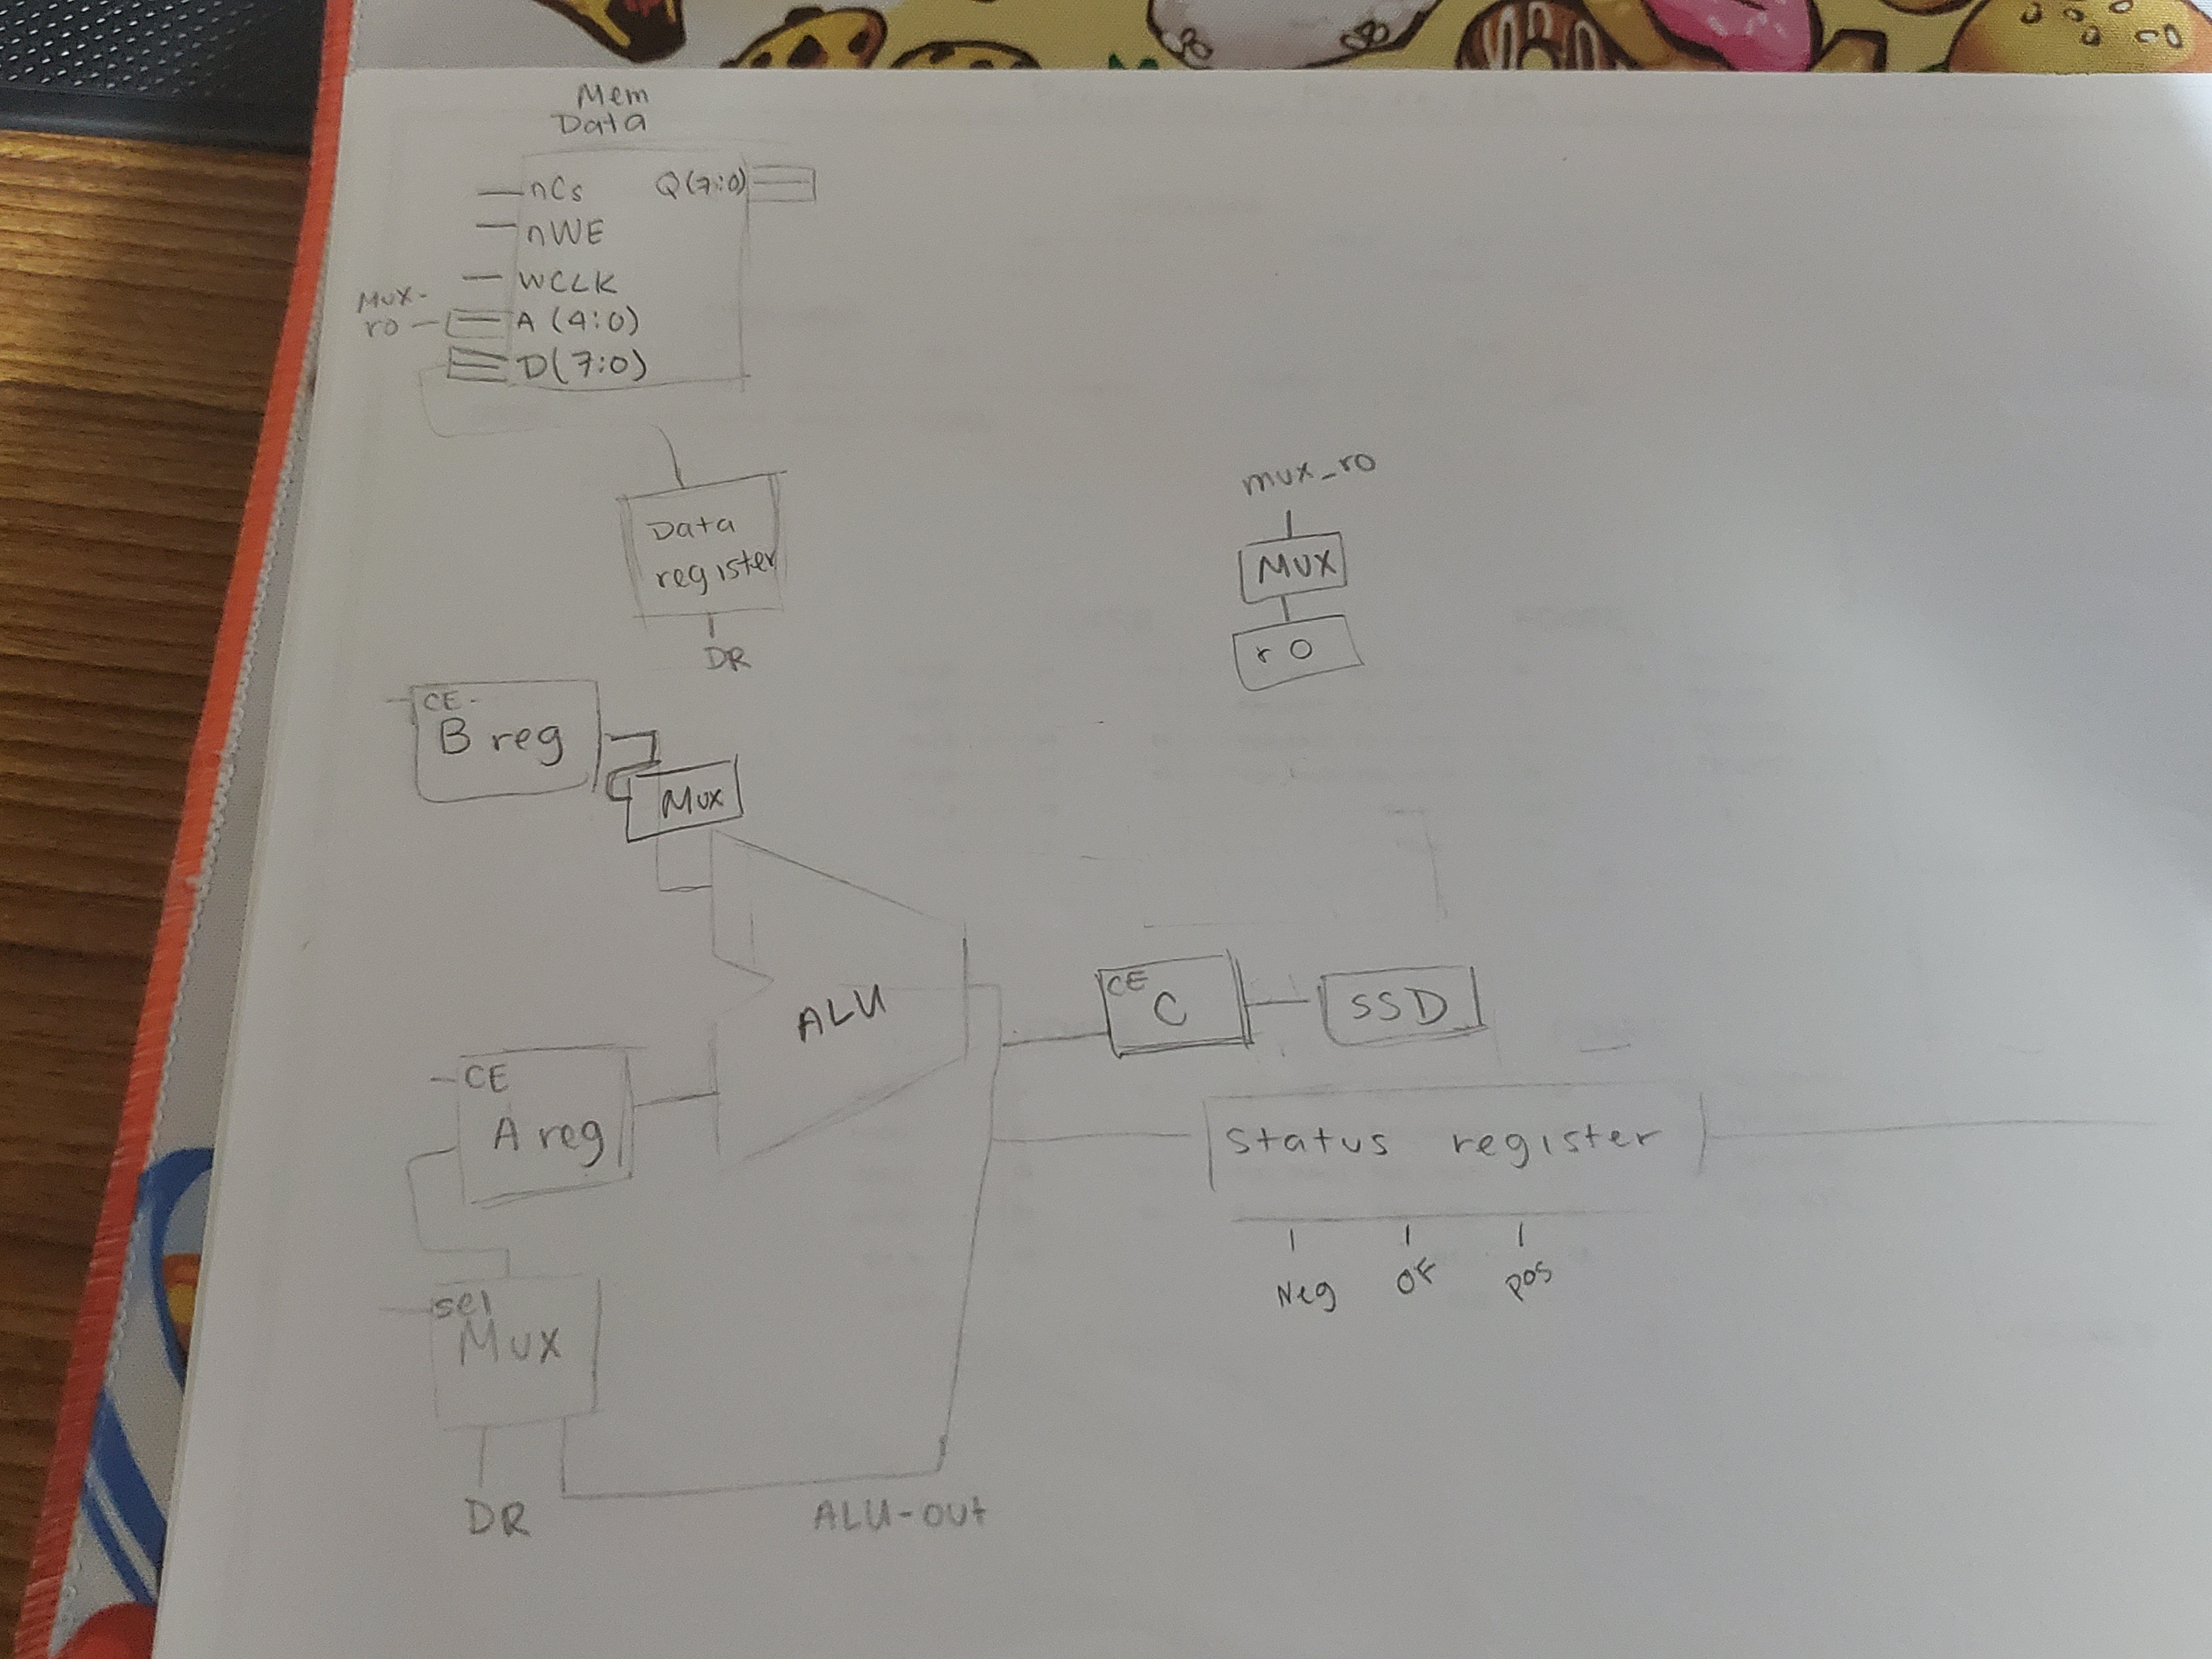 Mem
Data
nCs
Q(7:0)
nWE
WCLK
Mux-
ro
A(4:0)
D(7:0)
Data
register
DR
mux_ro
MUX
r0
CE
B reg
Mux
ALU
CE
A reg
sel
Mux
DR
ALU-out
CE
C
SSD
Status register
Neg
OF
pos